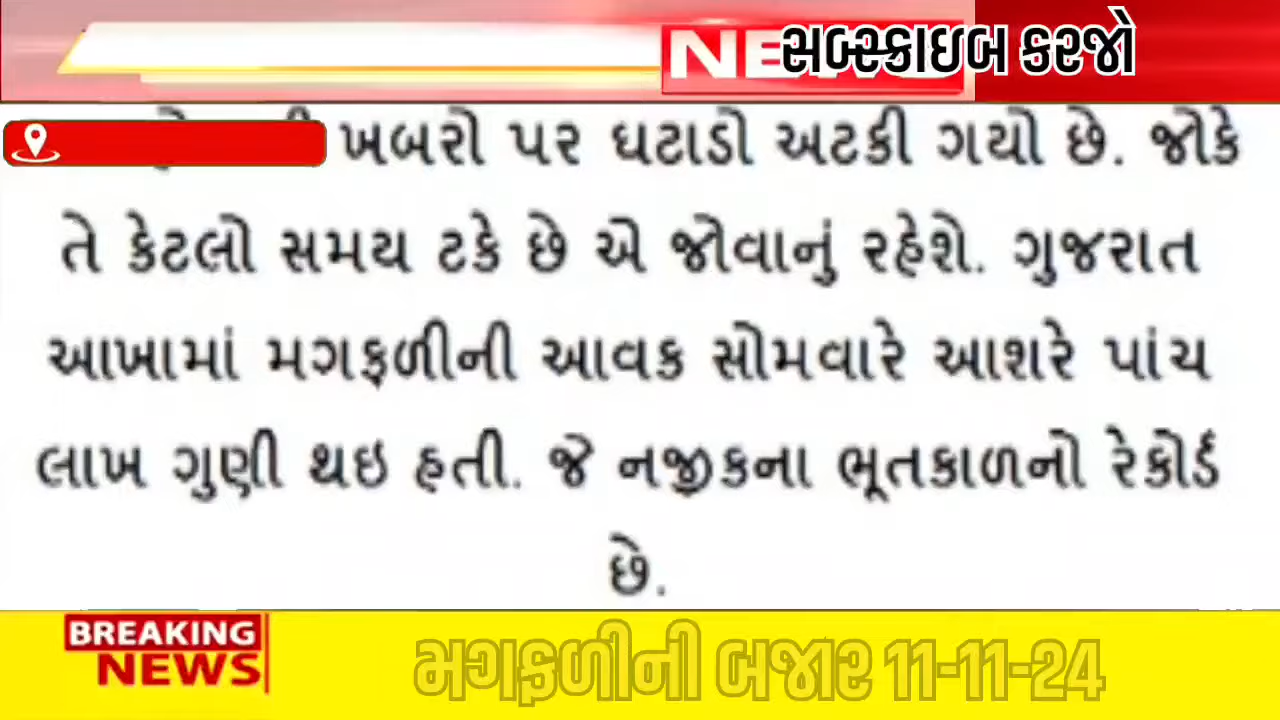 સબ્સ્ક્રાઇબ કરજો
ખબરો પર ઘટાડો અટકી ગયો છે. જોકે
તે કેટલો સમય ટકે છે એ જોવાનું રહેશે. ગુજરાત
આખામાં મગફળીની આવક સોમવારે આશરે પાંચ
લાખ ગુણી થઇ હતી. જે નજીકના ભૂતકાળનો રેકોર્ડ
છે.
BREAKING
NEWS
મગફળીની બજાર 11-11-24